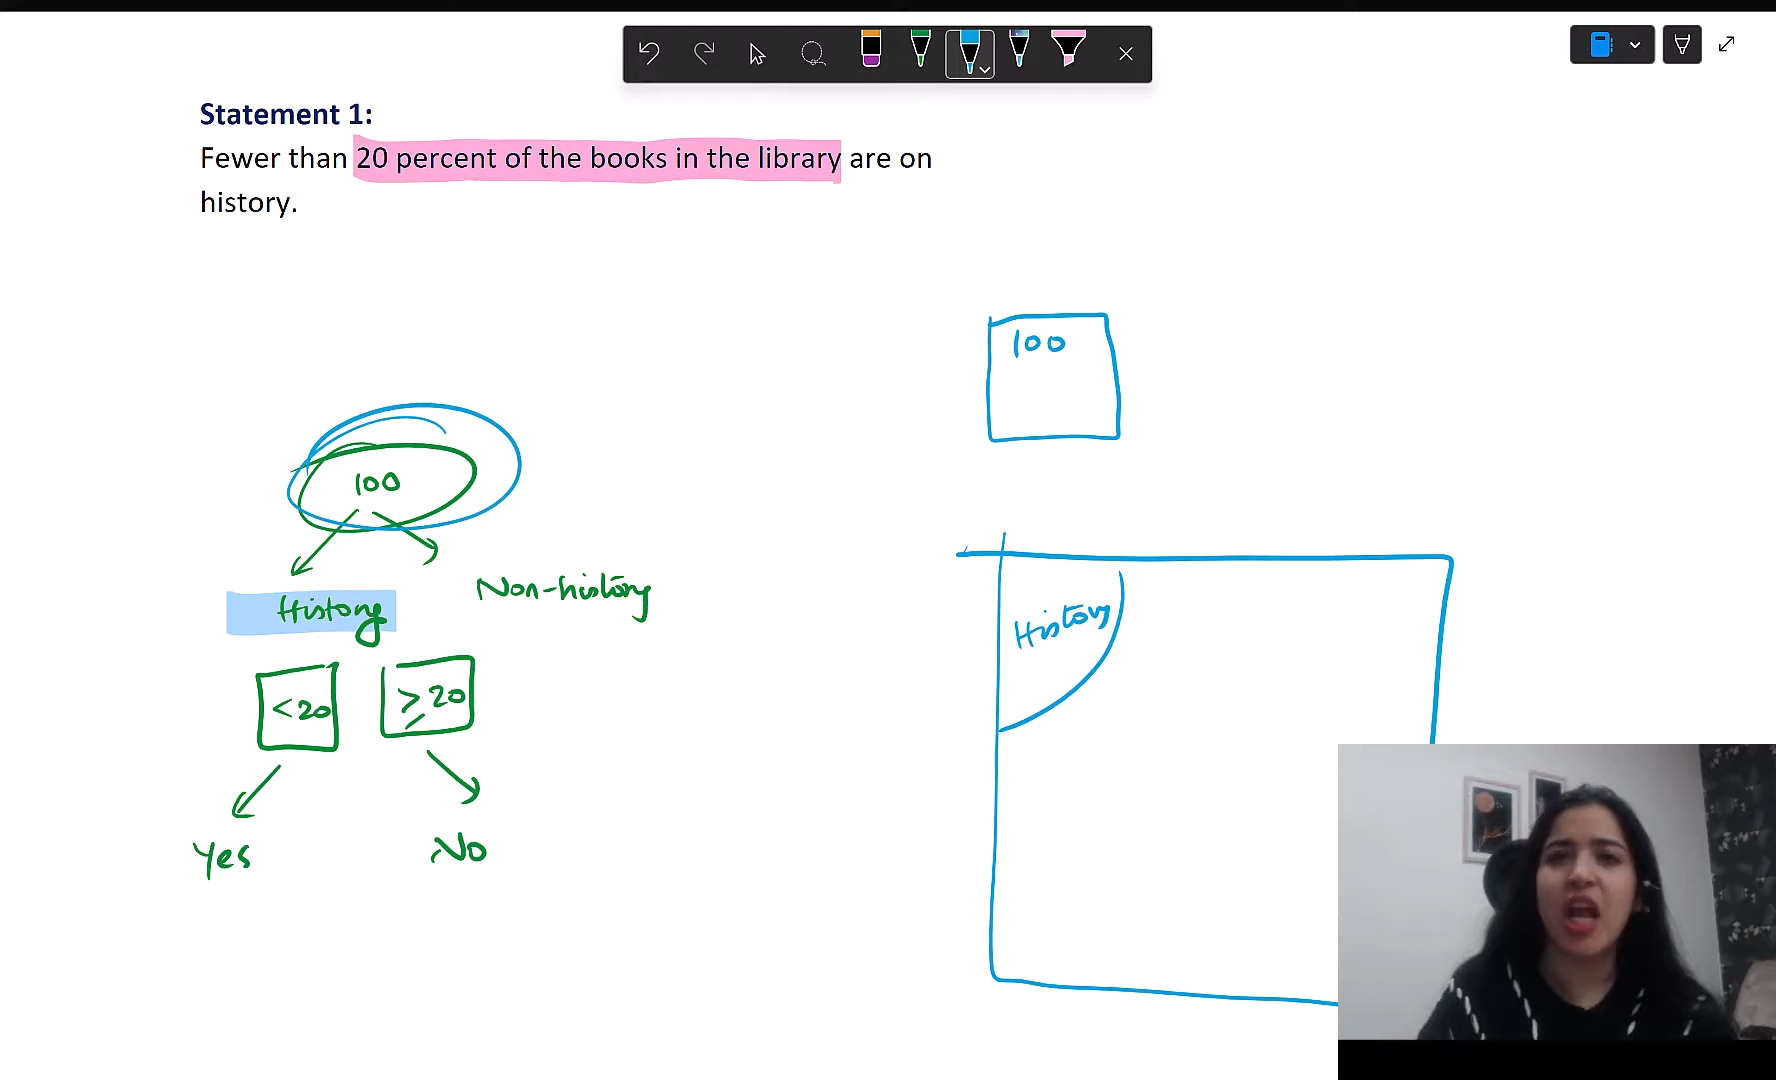 Statement 1:
Fewer than 20 percent of the books in the library are on
history.
100
100
History
Non-history
History
<20
≥20
Yes
No